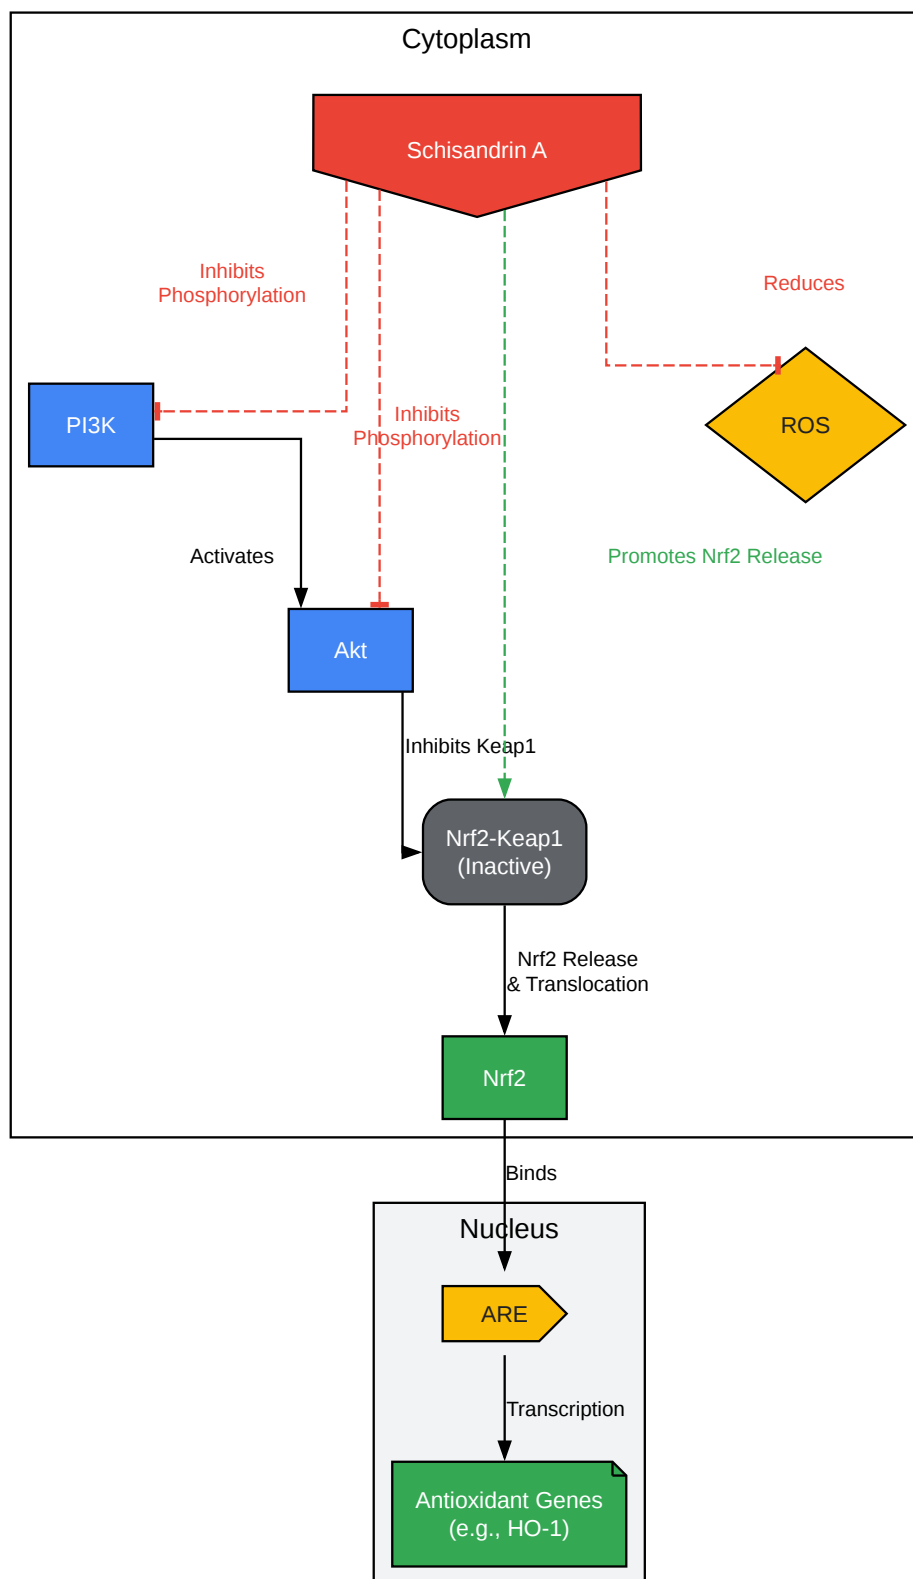 Cytoplasm
Schisandrin A
Inhibits
Phosphorylation
Reduces
PI3K
Inhibits
Phosphorylation
ROS
Activates
Promotes Nrf2 Release
Akt
Inhibits Keap1
Nrf2-Keap1
(Inactive)
Nrf2 Release
& Translocation
Nrf2
Binds
Nucleus
ARE
Transcription
Antioxidant Genes
(e.g., HO-1)